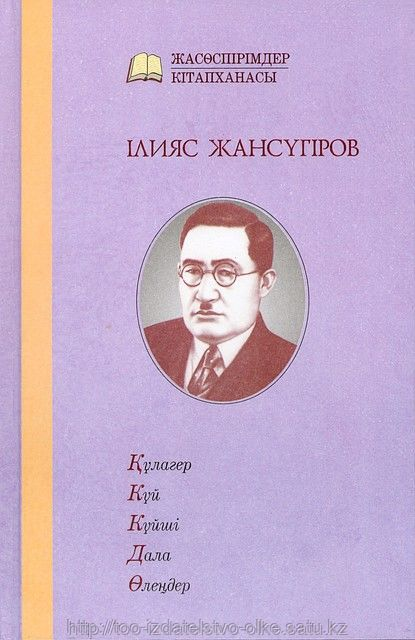 ЖАСӨСПІРІМДЕР
КІТАПХАНАСЫ
ІЛИЯС ЖАНСҮГІРОВ
Құлагер
Күй
Күйші
Дала
Өлеңдер
http://too-izdatelstvo-olke.satu.kz